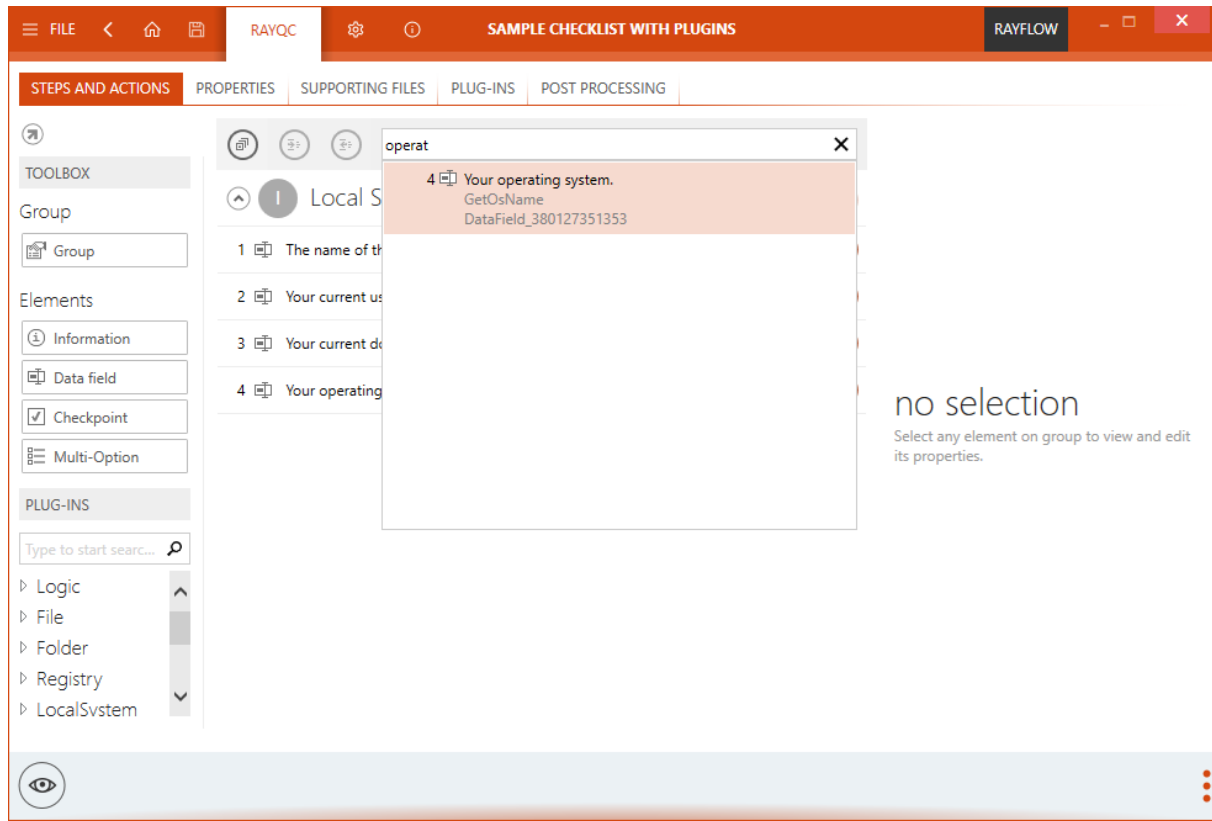 FILE
RAYQC
SAMPLE CHECKLIST WITH PLUGINS
RAYFLOW
STEPS AND ACTIONS
PROPERTIES
SUPPORTING FILES
PLUG-INS
POST PROCESSING
TOOLBOX
Group
Group
Elements
Information
Data field
Checkpoint
Multi-Option
PLUG-INS
Type to start searc...
Logic
File
Folder
Registry
LocalSystem
operat
4 Your operating system.
GetOsName
DataField_380127351353
I Local S
1 The name of th
2 Your current us
3 Your current do
4 Your operating
no selection
Select any element on group to view and edit
its properties.